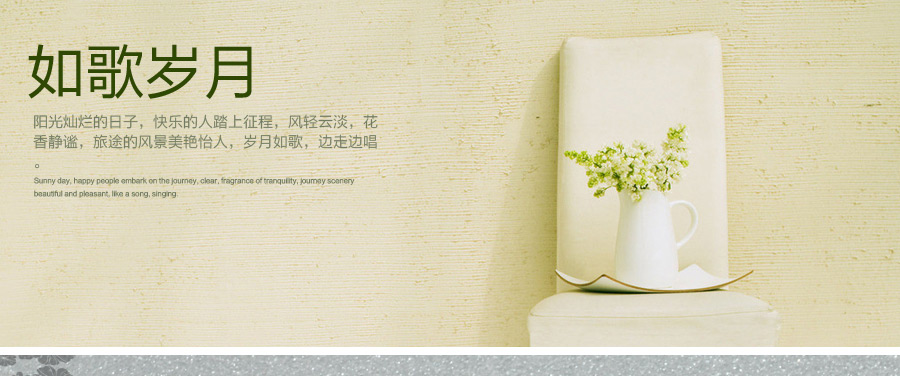 如歌岁月
阳光灿烂的日子，快乐的人踏上征程，风轻云淡，花
香静谧，旅途的风景美艳怡人，岁月如歌，边走边唱
。
Sunny day, happy people embark on the journey, clear, fragrance of tranquility, journey scenery
beautiful and pleasant, like a song, singing.